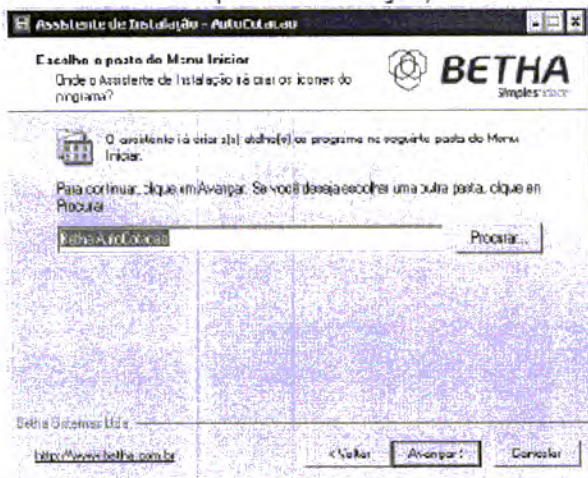 Assistente de Instalação - AutoCotacao
Escolha a pasta do Menu Iniciar
Onde o Assistente de Instalação irá criar os ícones do
programa?
BETHA
Simples
O assistente irá criar o(s) atalho(s) do programa na seguinte pasta do Menu
Iniciar.
Para continuar, clique em Avançar. Se você deseja escolher uma outra pasta, clique em
Procurar.
Betha AutoCotacao
Procurar...
Betha Sistemas Ltda
http://www.betha.com.br
< Voltar
Avançar >
Cancelar